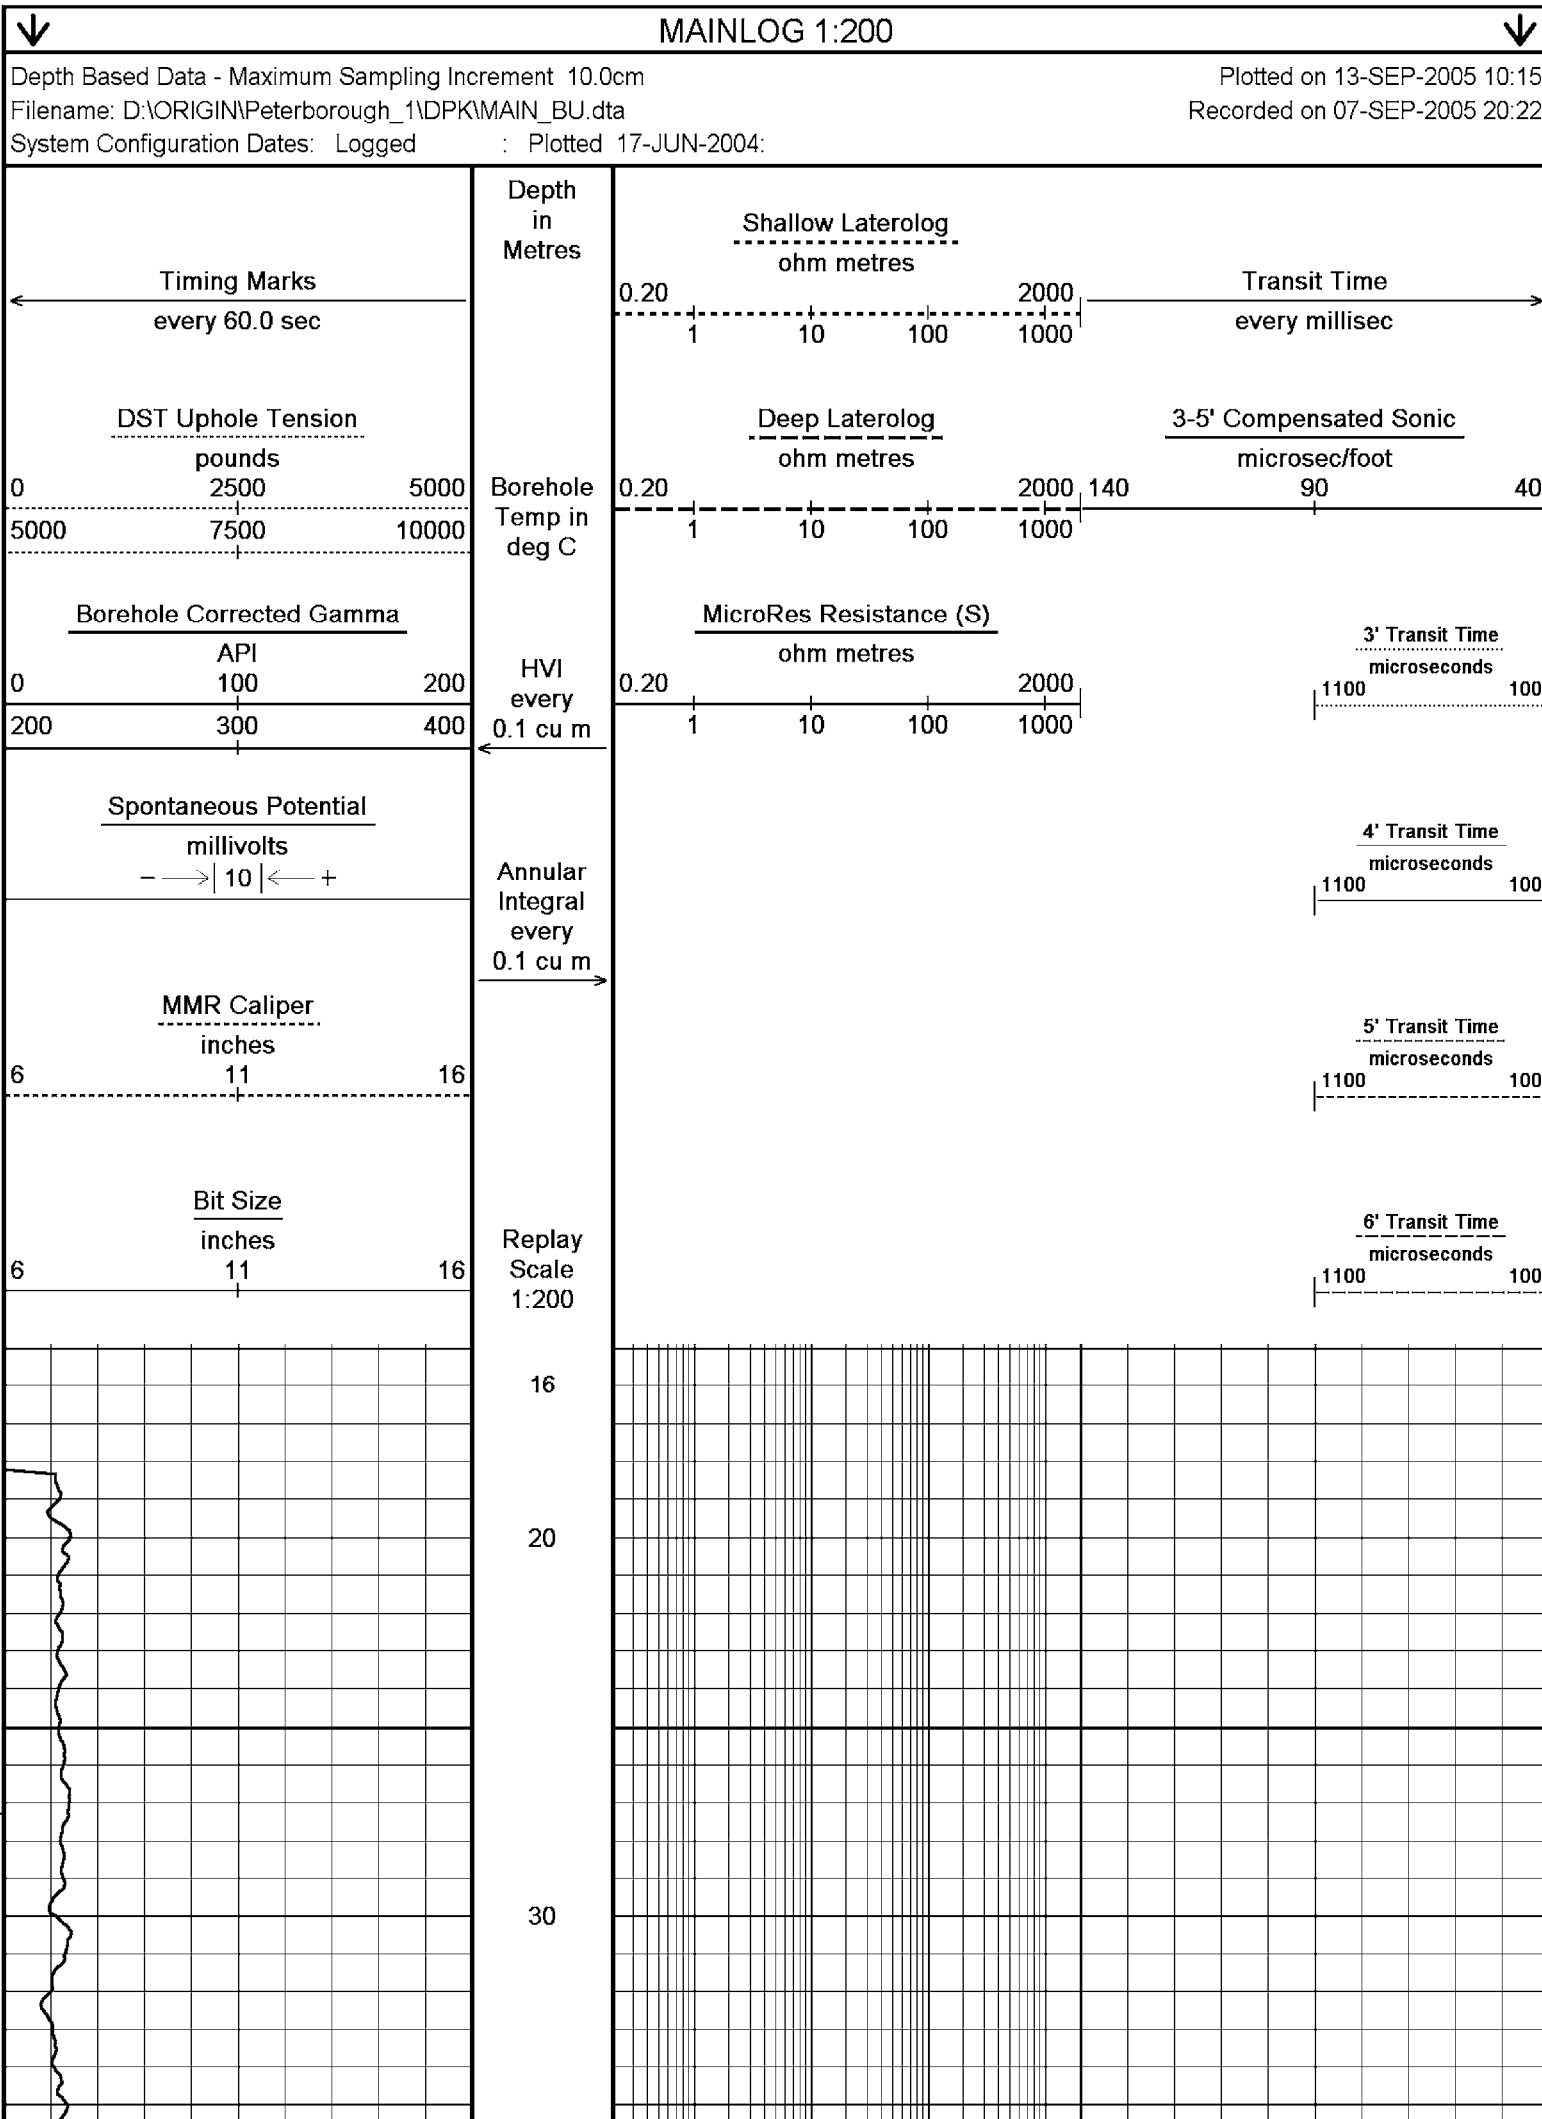 MAINLOG 1:200
Depth Based Data - Maximum Sampling Increment 10.0cm
Plotted on 13-SEP-2005 10:15
Filename: D:\ORIGIN\Peterborough_1\DPK\MAIN_BU.dta
Recorded on 07-SEP-2005 20:22
System Configuration Dates: Logged : Plotted 17-JUN-2004:
Timing Marks
every 60.0 sec
DST Uphole Tension
pounds
0 2500 5000
5000 7500 10000
Borehole Corrected Gamma
API
0 100 200
200 300 400
Spontaneous Potential
millivolts
- 10 +
MMR Caliper
inches
6 11 16
Bit Size
inches
6 11 16
Depth
in
Metres
Borehole
Temp in
deg C
HVI
every
0.1 cu m
Annular
Integral
every
0.1 cu m
Replay
Scale
1:200
Shallow Laterolog
ohm metres
0.20 2000
1 10 100 1000
Deep Laterolog
ohm metres
0.20 2000
1 10 100 1000
MicroRes Resistance (S)
ohm metres
0.20 2000
1 10 100 1000
Transit Time
every millisec
3-5' Compensated Sonic
microsec/foot
140 90 40
3' Transit Time
microseconds
1100 100
4' Transit Time
microseconds
1100 100
5' Transit Time
microseconds
1100 100
6' Transit Time
microseconds
1100 100
16
20
30